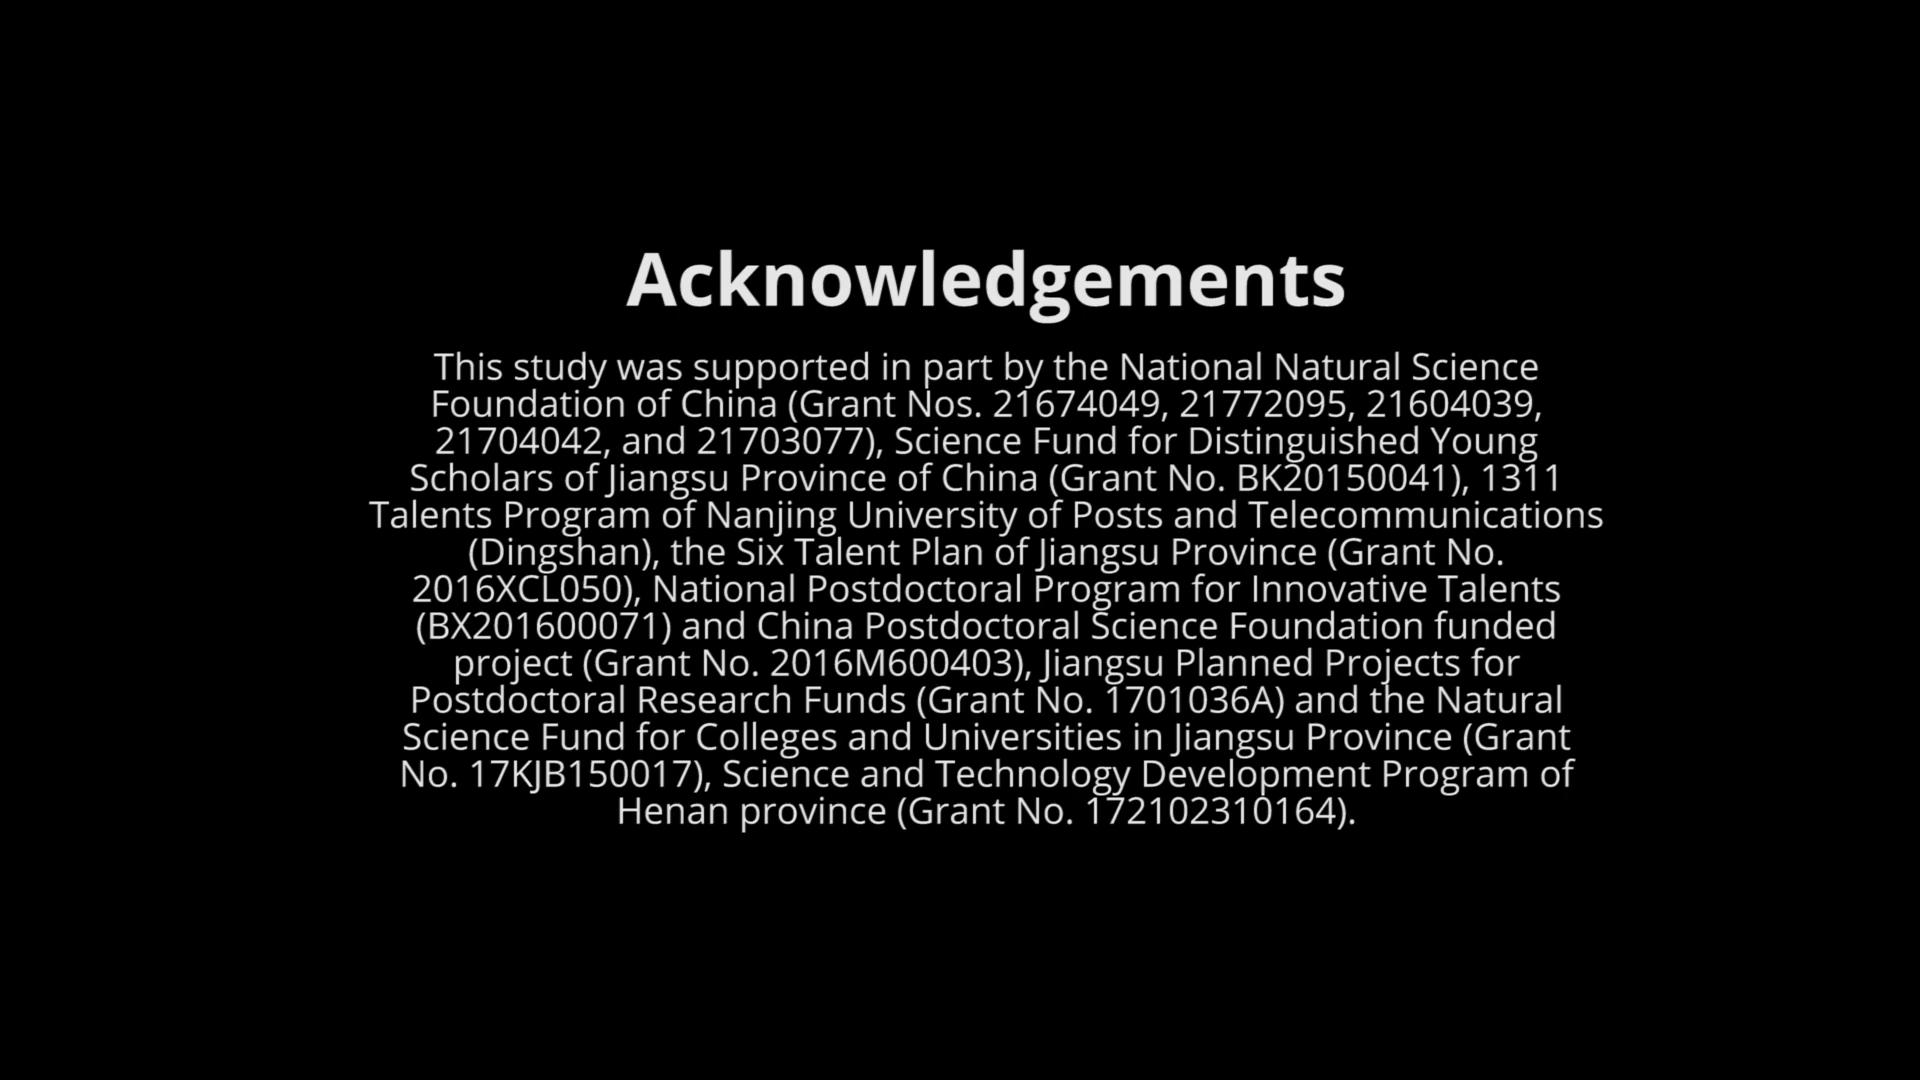 Acknowledgements
This study was supported in part by the National Natural Science
Foundation of China (Grant Nos. 21674049, 21772095, 21604039,
21704042, and 21703077), Science Fund for Distinguished Young
Scholars of Jiangsu Province of China (Grant No. BK20150041), 1311
Talents Program of Nanjing University of Posts and Telecommunications
(Dingshan), the Six Talent Plan of Jiangsu Province (Grant No.
2016XCL050), National Postdoctoral Program for Innovative Talents
(BX201600071) and China Postdoctoral Science Foundation funded
project (Grant No. 2016M600403), Jiangsu Planned Projects for
Postdoctoral Research Funds (Grant No. 1701036A) and the Natural
Science Fund for Colleges and Universities in Jiangsu Province (Grant
No. 17KJB150017), Science and Technology Development Program of
Henan province (Grant No. 172102310164).